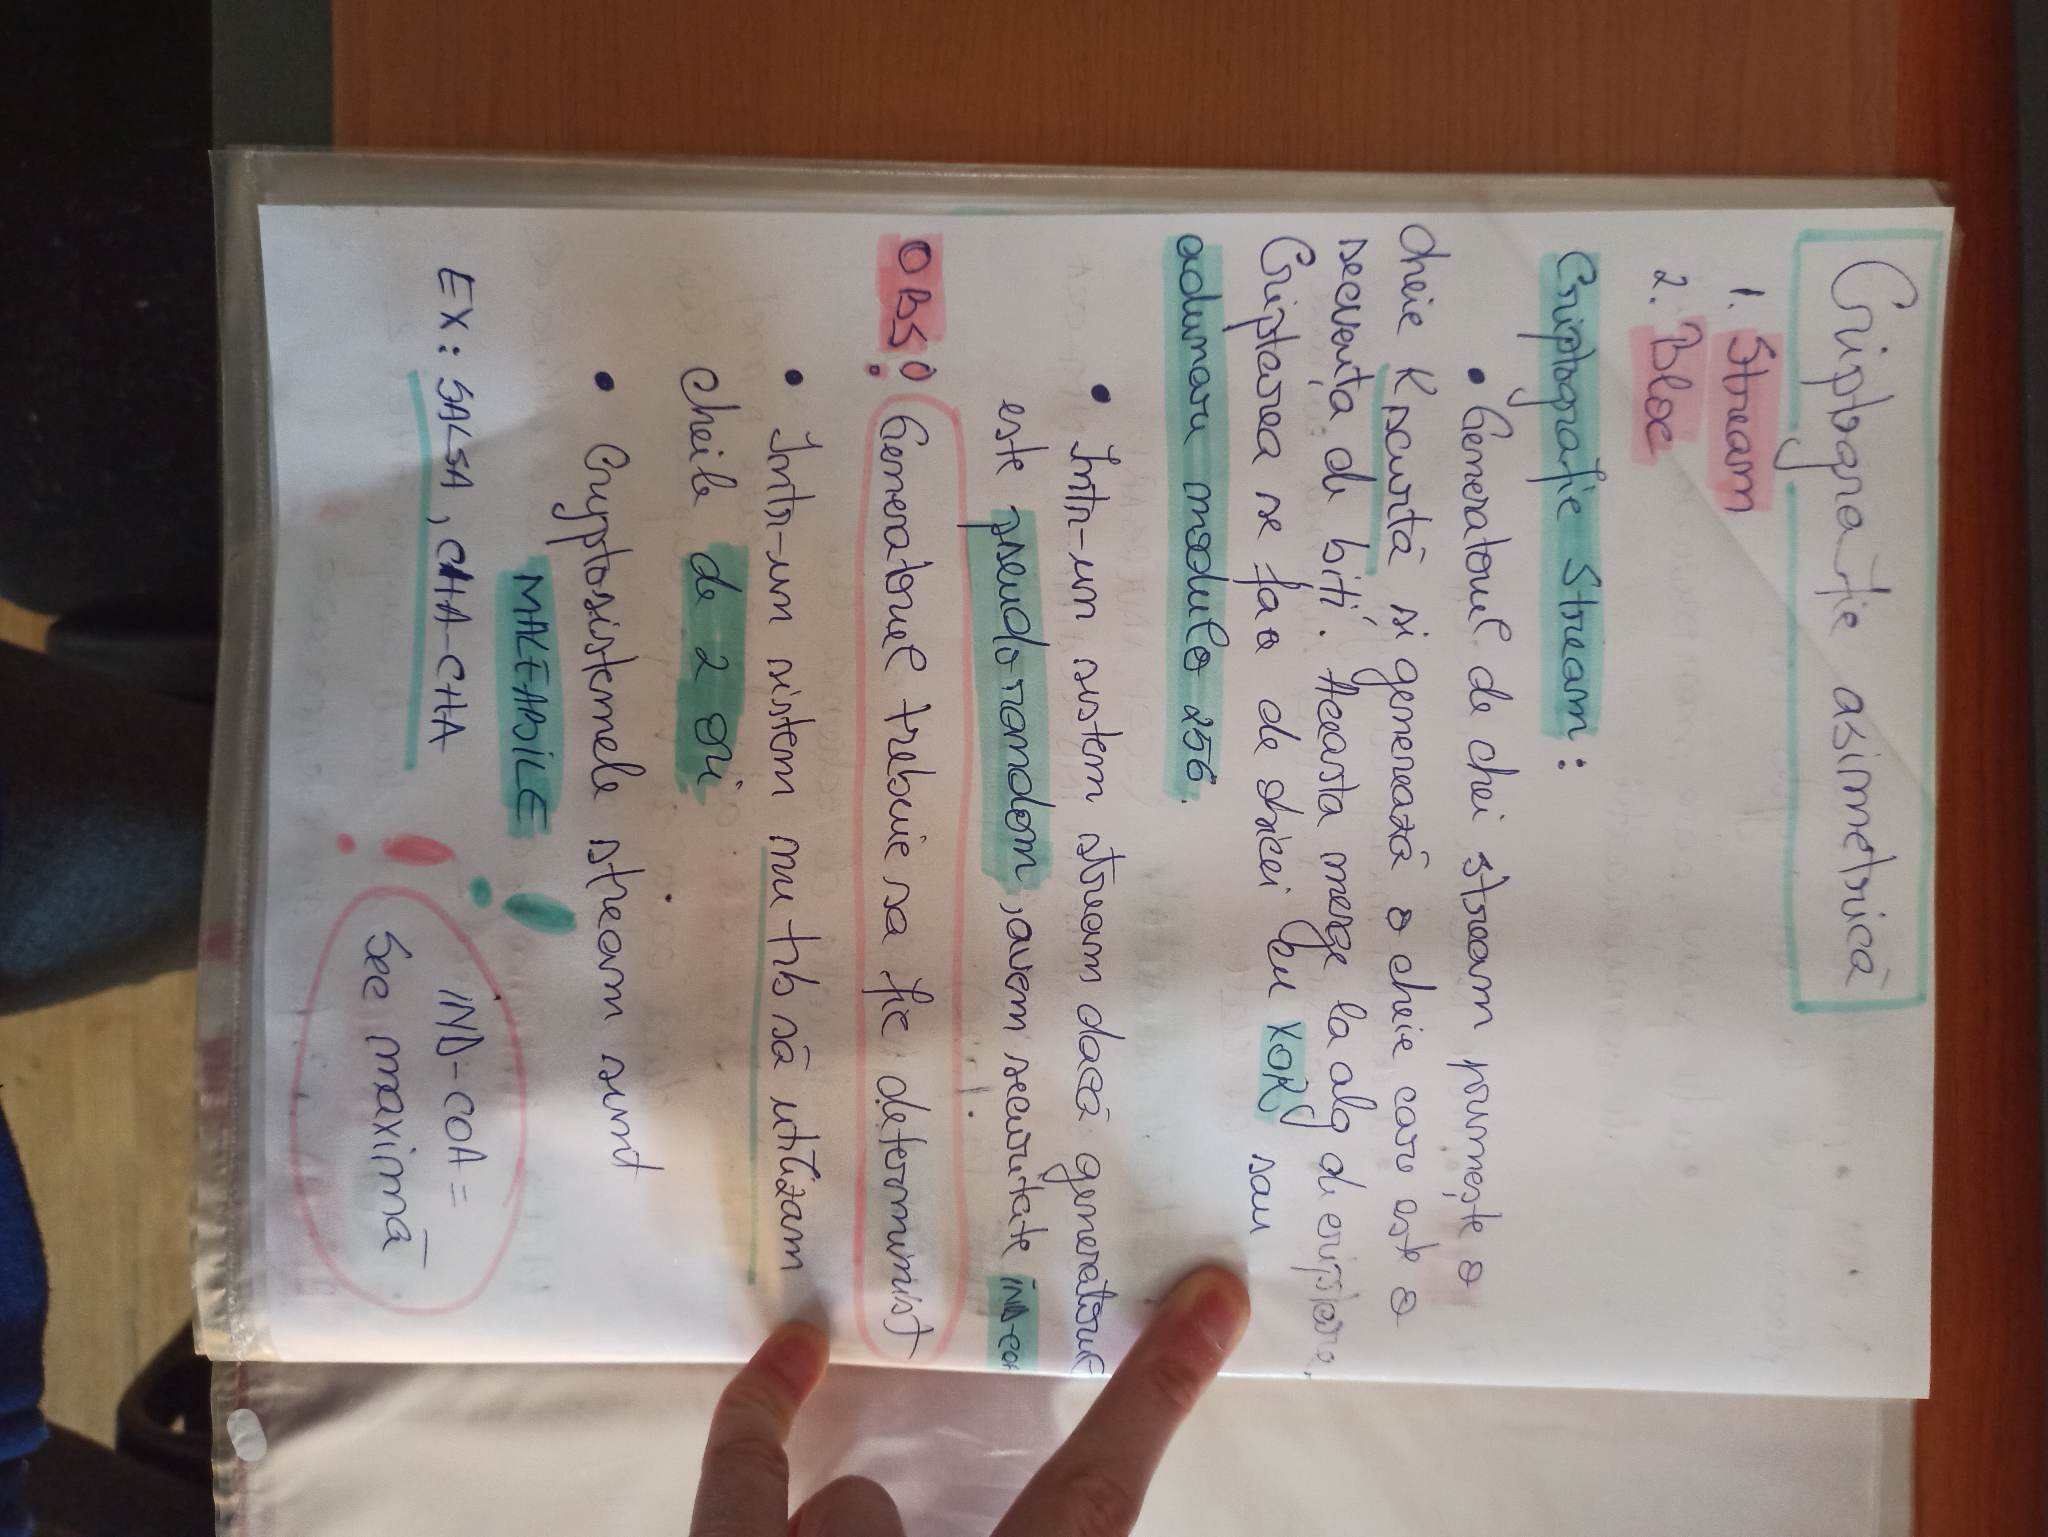 Criptografie asimetrică
1. Stream
2. Bloc
Criptografie Stream:
• Generatorul de chei stream primește o
cheie K scurtă și generează o cheie care este o
secvență de biți. Aceasta merge la alg de criptare.
Criptarea se face de obicei cu XOR sau
adunare modulo 256.
• Într-un sistem stream dacă generatorul
este pseudorandom, avem securitate IND-COA
OBS! Generatorul trebuie sa fie determinist
• Într-un sistem nu trb să utilizam
cheile de 2 ori
• Cryptosistemele stream sunt
MALEABILE !
EX: SALSA, CHA-CHA !
IND-COA =
Sec maximă